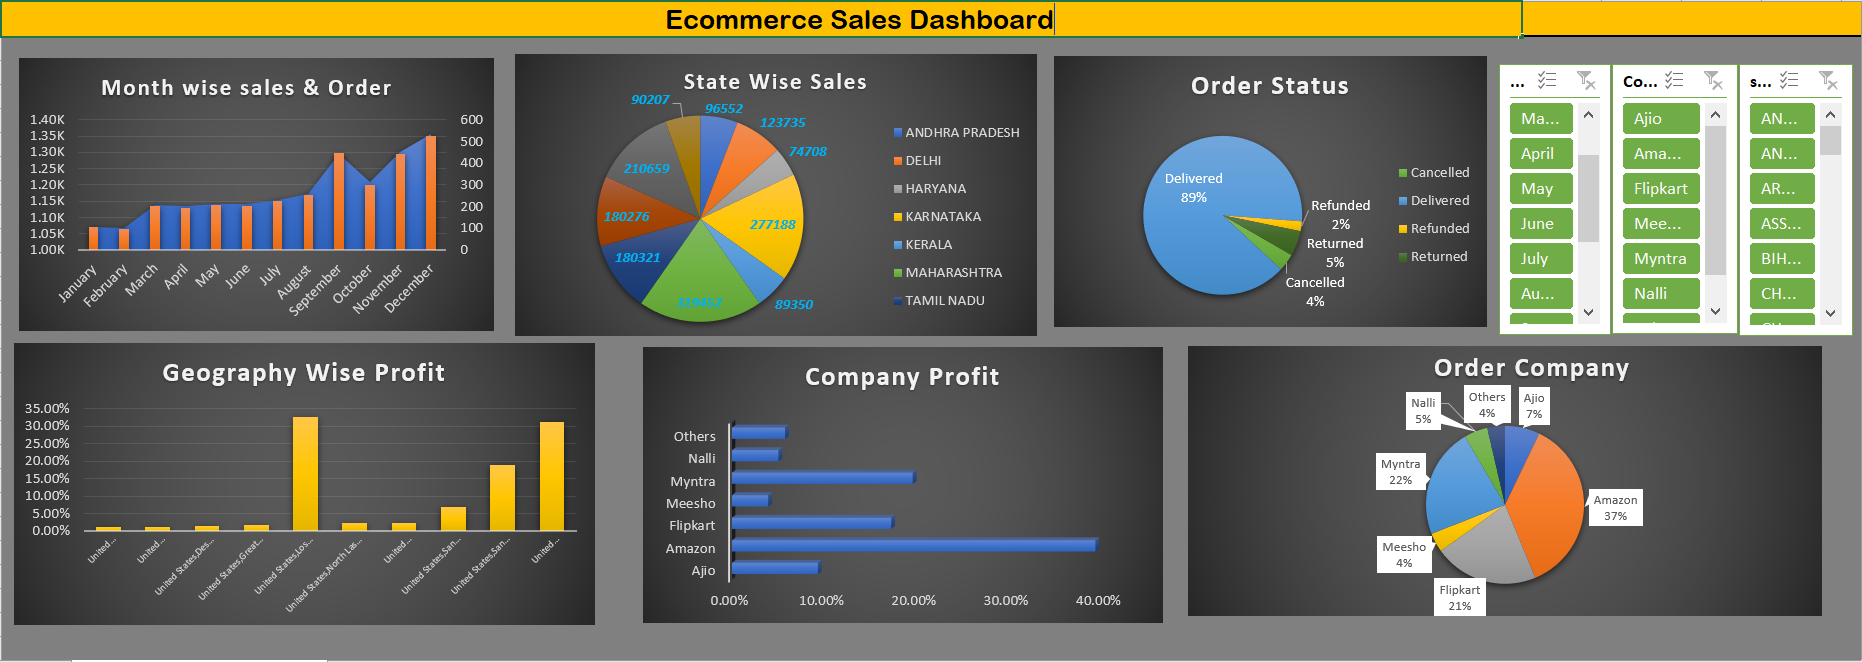 Ecommerce Sales Dashboard
Month wise sales & Order
1.40K
1.35K
1.30K
1.25K
1.20K
1.15K
1.10K
1.05K
1.00K
600
500
400
300
200
100
0
January
February
March
April
May
June
July
August
September
October
November
December
State Wise Sales
90207
96552
123735
74708
210659
277188
180276
180321
89350
ANDHRA PRADESH
DELHI
HARYANA
KARNATAKA
KERALA
MAHARASHTRA
TAMIL NADU
Order Status
Delivered
89%
Refunded
2%
Returned
5%
Cancelled
4%
Cancelled
Delivered
Refunded
Returned
...
Ma...
April
May
June
July
Au...
Co...
Ajio
Ama...
Flipkart
Mee...
Myntra
Nalli
s...
AN...
AN...
AR...
ASS...
BIH...
CH...
Geography Wise Profit
35.00%
30.00%
25.00%
20.00%
15.00%
10.00%
5.00%
0.00%
United...
United...
United States,Des...
United States,Great...
United States,Los...
United States,North Las...
United...
United States,San...
United States,San...
United...
Company Profit
Others
Nalli
Myntra
Meesho
Flipkart
Amazon
Ajio
0.00%
10.00%
20.00%
30.00%
40.00%
Order Company
Nalli
5%
Others
4%
Ajio
7%
Myntra
22%
Amazon
37%
Meesho
4%
Flipkart
21%